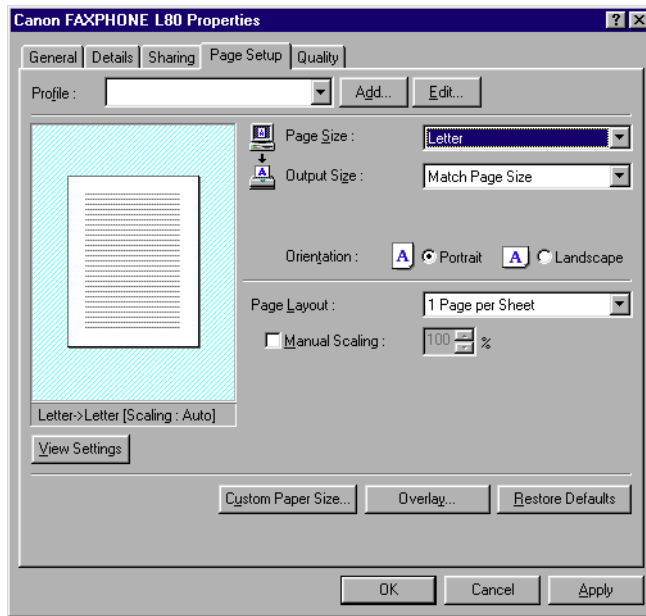 Canon FAXPHONE L80 Properties
General Details Sharing Page Setup Quality
Profile : Add... Edit...
Page Size : Letter
Output Size : Match Page Size
Orientation : A Portrait A Landscape
Page Layout : 1 Page per Sheet
Manual Scaling : 100 %
Letter->Letter [Scaling : Auto]
View Settings
Custom Paper Size... Overlay... Restore Defaults
OK Cancel Apply